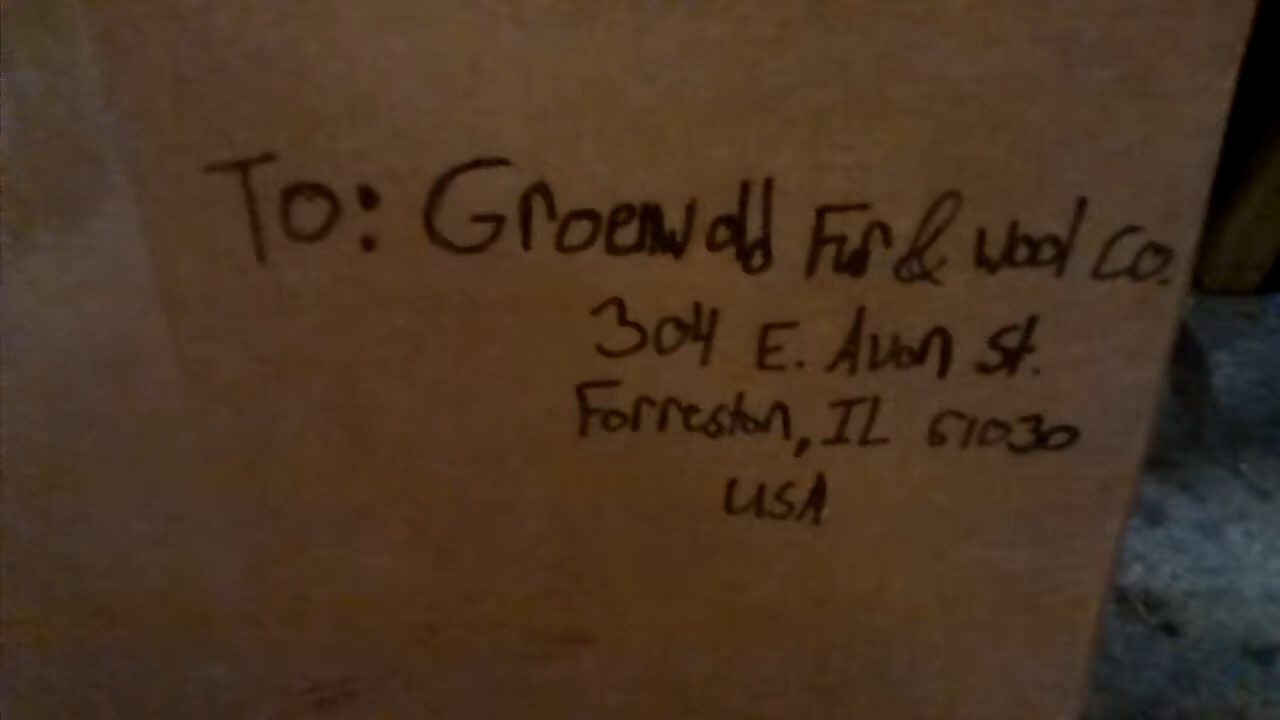 To: Groenwold Fur & Wool Co.
304 E. Avon St.
Forreston, IL 61030
USA